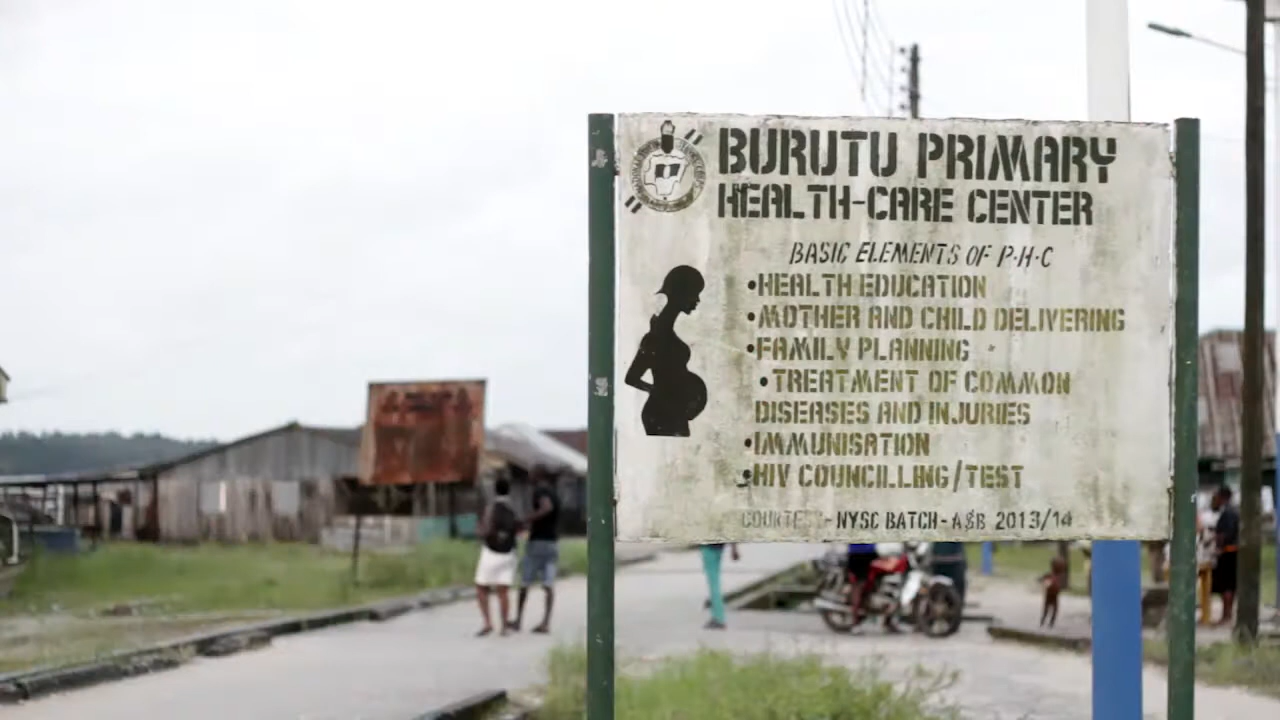 BURUTU PRIMARY
HEALTH-CARE CENTER
BASIC ELEMENTS OF P·H·C
•HEALTH EDUCATION
•MOTHER AND CHILD DELIVERING
•FAMILY PLANNING
•TREATMENT OF COMMON
DISEASES AND INJURIES
•IMMUNISATION
•HIV COUNCILLING/TEST
COURTESY - NYSC BATCH - A$B 2013/14